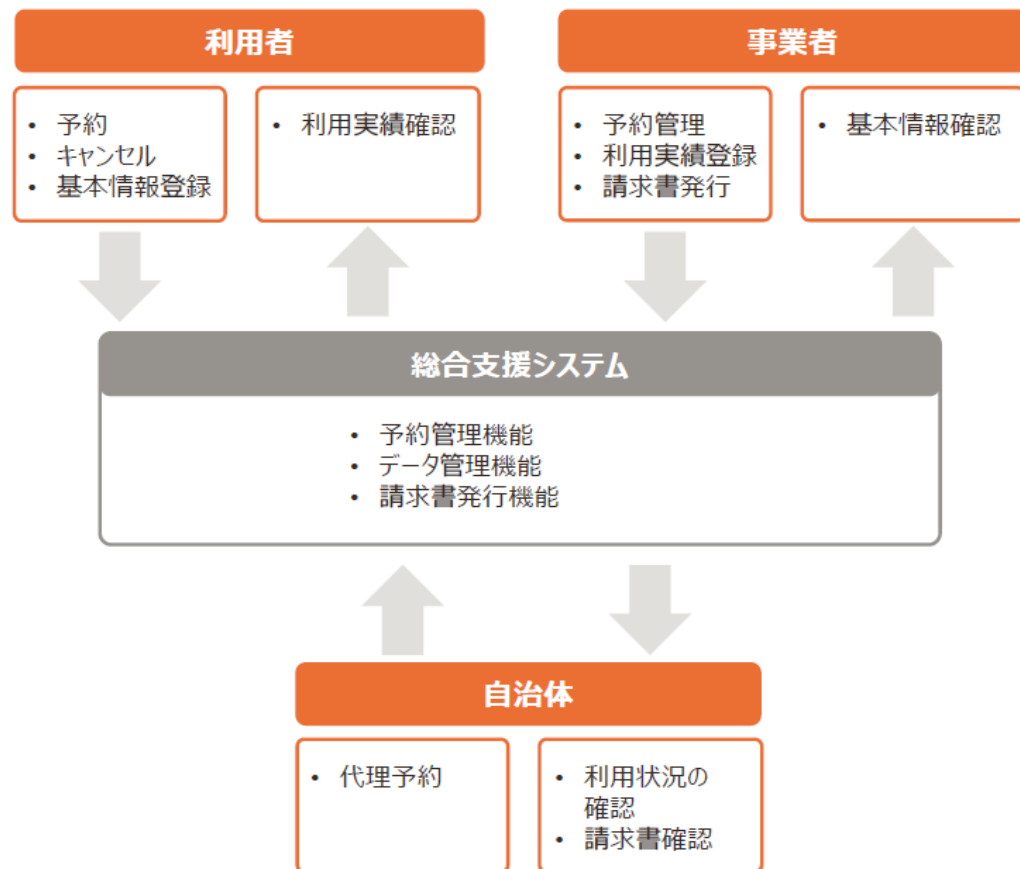 利用者
・ 予約
・ キャンセル
・ 基本情報登録
・ 利用実績確認
事業者
・ 予約管理
・ 利用実績登録
・ 請求書発行
・ 基本情報確認
総合支援システム
・ 予約管理機能
・ データ管理機能
・ 請求書発行機能
自治体
・ 代理予約
・ 利用状況の
確認
・ 請求書確認